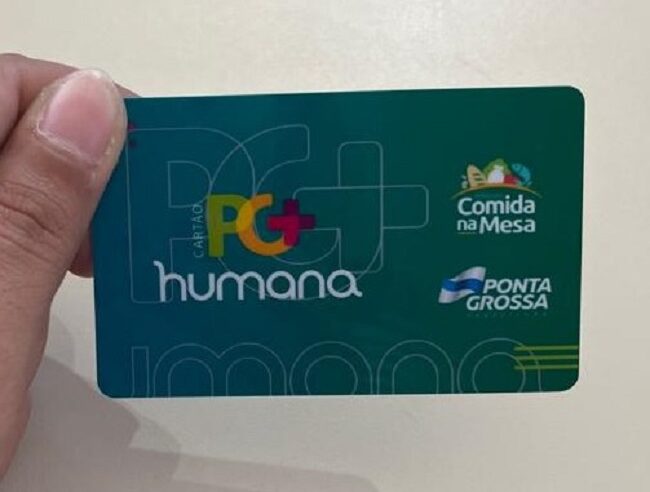 CARTÃO
PG+
humana
Comida
na Mesa
PONTA
GROSSA